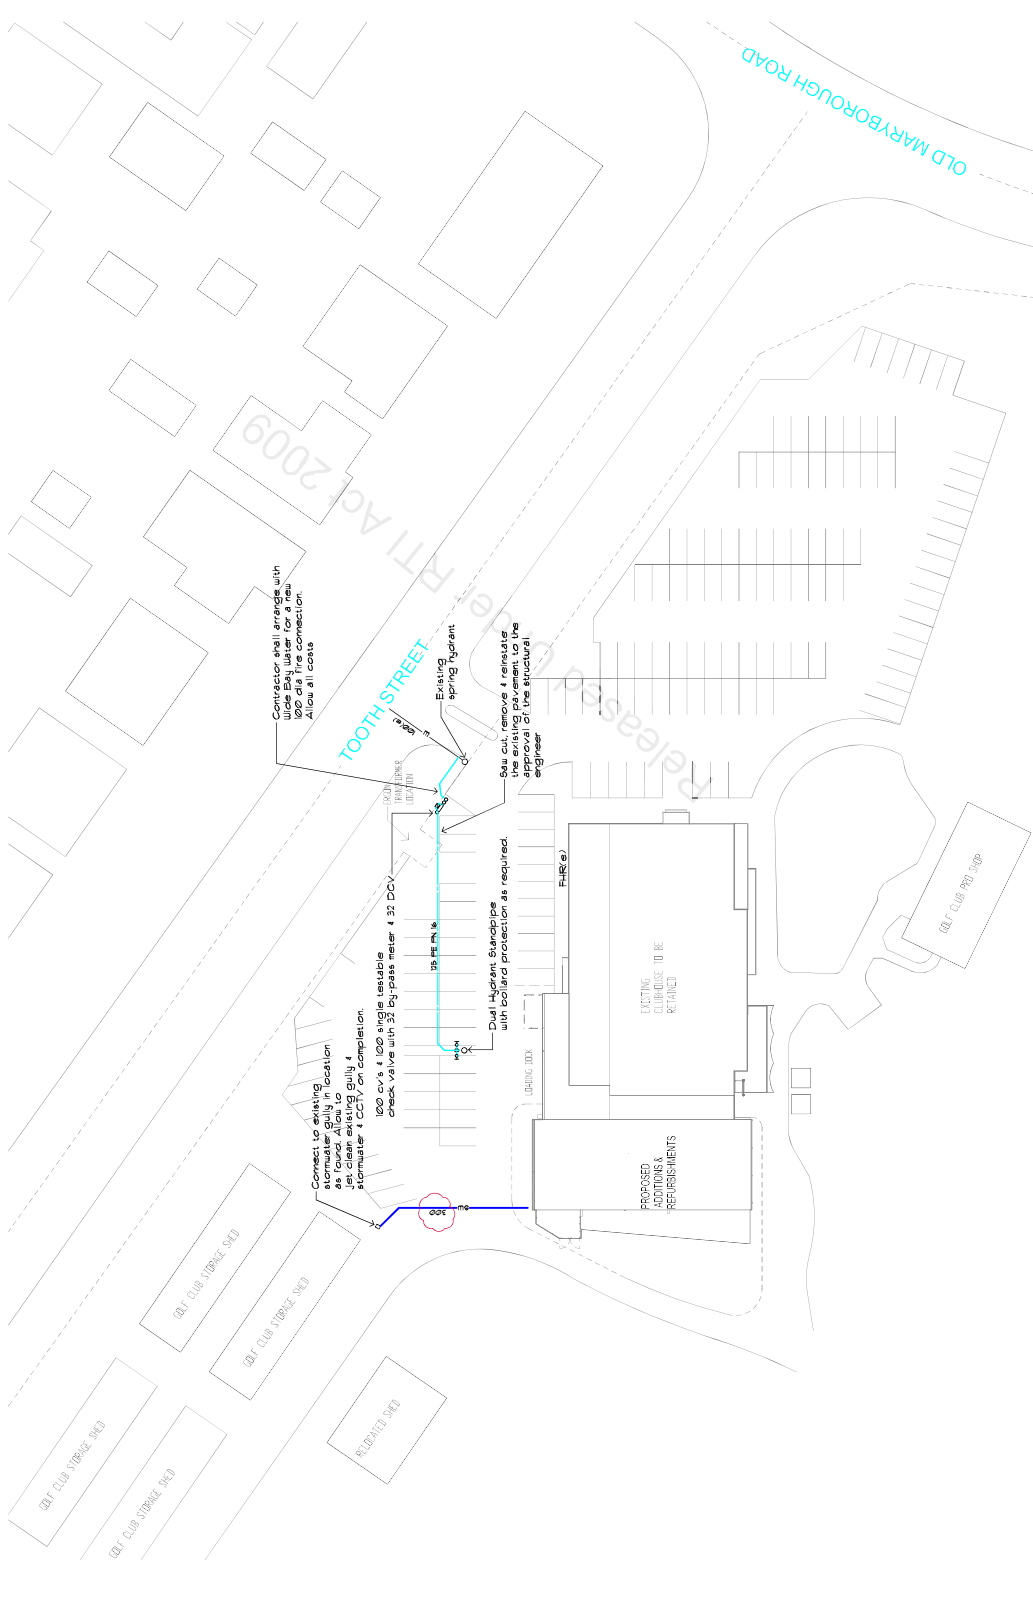 OLD MARYBOROUGH ROAD
Released under RTI Act 2009
TOOTH STREET
Contractor shall arrange with
Wide Bay Water for a new
100 dia fire connection.
Allow all costs
Existing
spring hydrant
100(e)
ERGON
TRANSFORMER
LOCATION
Saw cut, remove & reinstate
the existing pavement to the
approval of the structural
engineer
100 cv's & 100 single testable
check valve with 32 by-pass meter & 32 DCV
125 PE PN 16
Dual Hydrant Standpipe
with bollard protection as required.
FHR(e)
EXISTING
CLUBHOUSE TO BE
RETAINED
LOADING DOCK
GOLF CLUB PRO SHOP
Connect to existing
stormwater gully in location
as found. Allow to
jet clean existing gully &
stormwater & CCTV on completion.
300
SW
PROPOSED
ADDITIONS &
REFURBISHMENTS
GOLF CLUB STORAGE SHED
GOLF CLUB STORAGE SHED
GOLF CLUB STORAGE SHED
GOLF CLUB STORAGE SHED
RELOCATED SHED